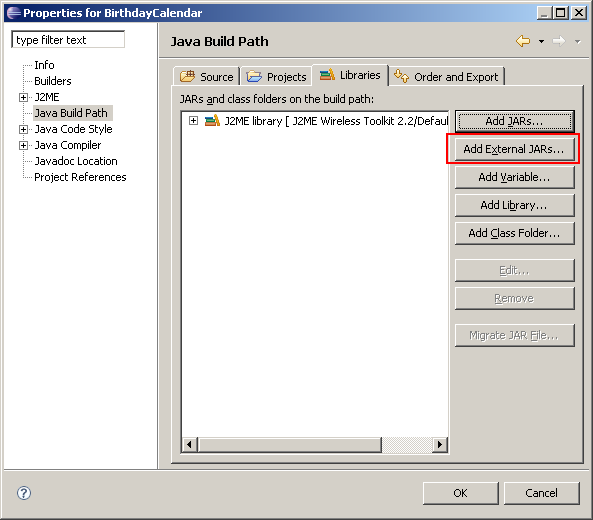 Properties for BirthdayCalendar
type filter text
Info
Builders
J2ME
Java Build Path
Java Code Style
Java Compiler
Javadoc Location
Project References
Java Build Path
Source
Projects
Libraries
Order and Export
JARs and class folders on the build path:
J2ME library [ J2ME Wireless Toolkit 2.2/Defaul
Add JARs...
Add External JARs...
Add Variable...
Add Library...
Add Class Folder...
Edit...
Remove
Migrate JAR File...
?
OK
Cancel